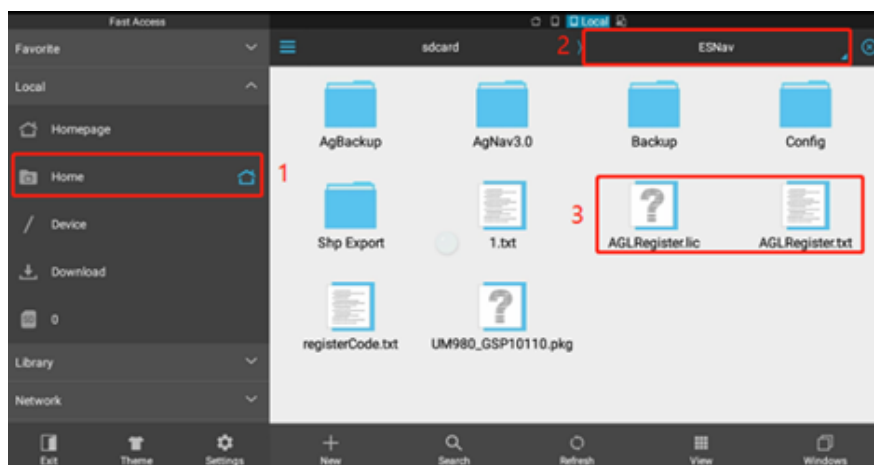 Fast Access
Local
Favorite
sdcard
2
ESNav
Local
Homepage
AgBackup
AgNav3.0
Backup
Config
Home
1
Device
3
Shp Export
1.txt
AGLRegister.lic
AGLRegister.txt
Download
0
registerCode.txt
UM980_GSP10110.pkg
Library
Network
Exit
Theme
Settings
New
Search
Refresh
View
Windows